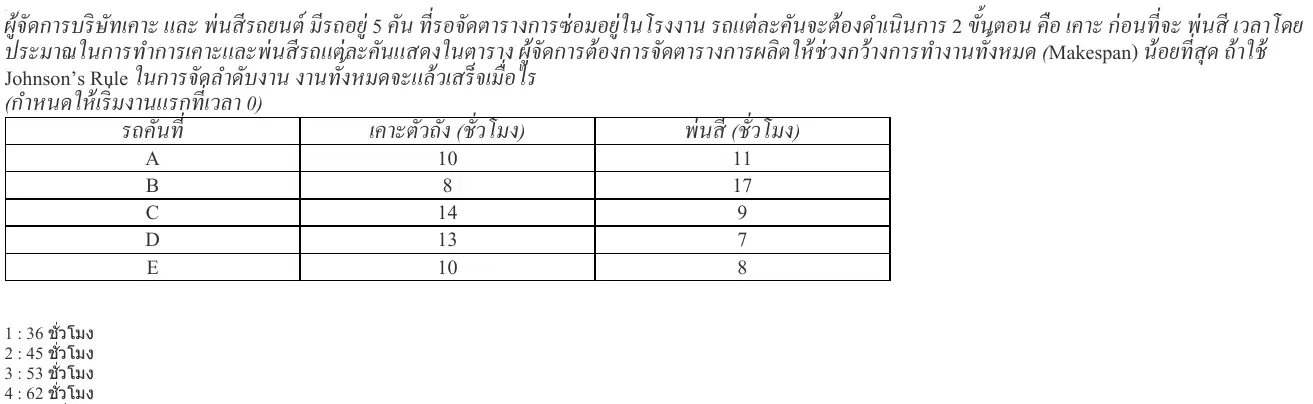 ผู้จัดการบริษัทเคาะ และ พ่นสีรถยนต์ มีรถอยู่ 5 คัน ที่รอจัดตารางการซ่อมอยู่ในโรงงาน รถแต่ละคันจะต้องดำเนินการ 2 ขั้นตอน คือ เคาะ ก่อนที่จะ พ่นสี เวลาโดย
ประมาณในการทำการเคาะและพ่นสีรถแต่ละคันแสดงในตาราง ผู้จัดการต้องการจัดตารางการผลิตให้ช่วงกว้างการทำงานทั้งหมด (Makespan) น้อยที่สุด ถ้าใช้
Johnson's Rule ในการจัดลำดับงาน งานทั้งหมดจะแล้วเสร็จเมื่อไร
(กำหนดให้เริ่มงานแรกที่เวลา 0)
รถคันที่ เคาะตัวถัง (ชั่วโมง) พ่นสี (ชั่วโมง)
A 10 11
B 8 17
C 14 9
D 13 7
E 10 8
1 : 36 ชั่วโมง
2 : 45 ชั่วโมง
3 : 53 ชั่วโมง
4 : 62 ชั่วโมง